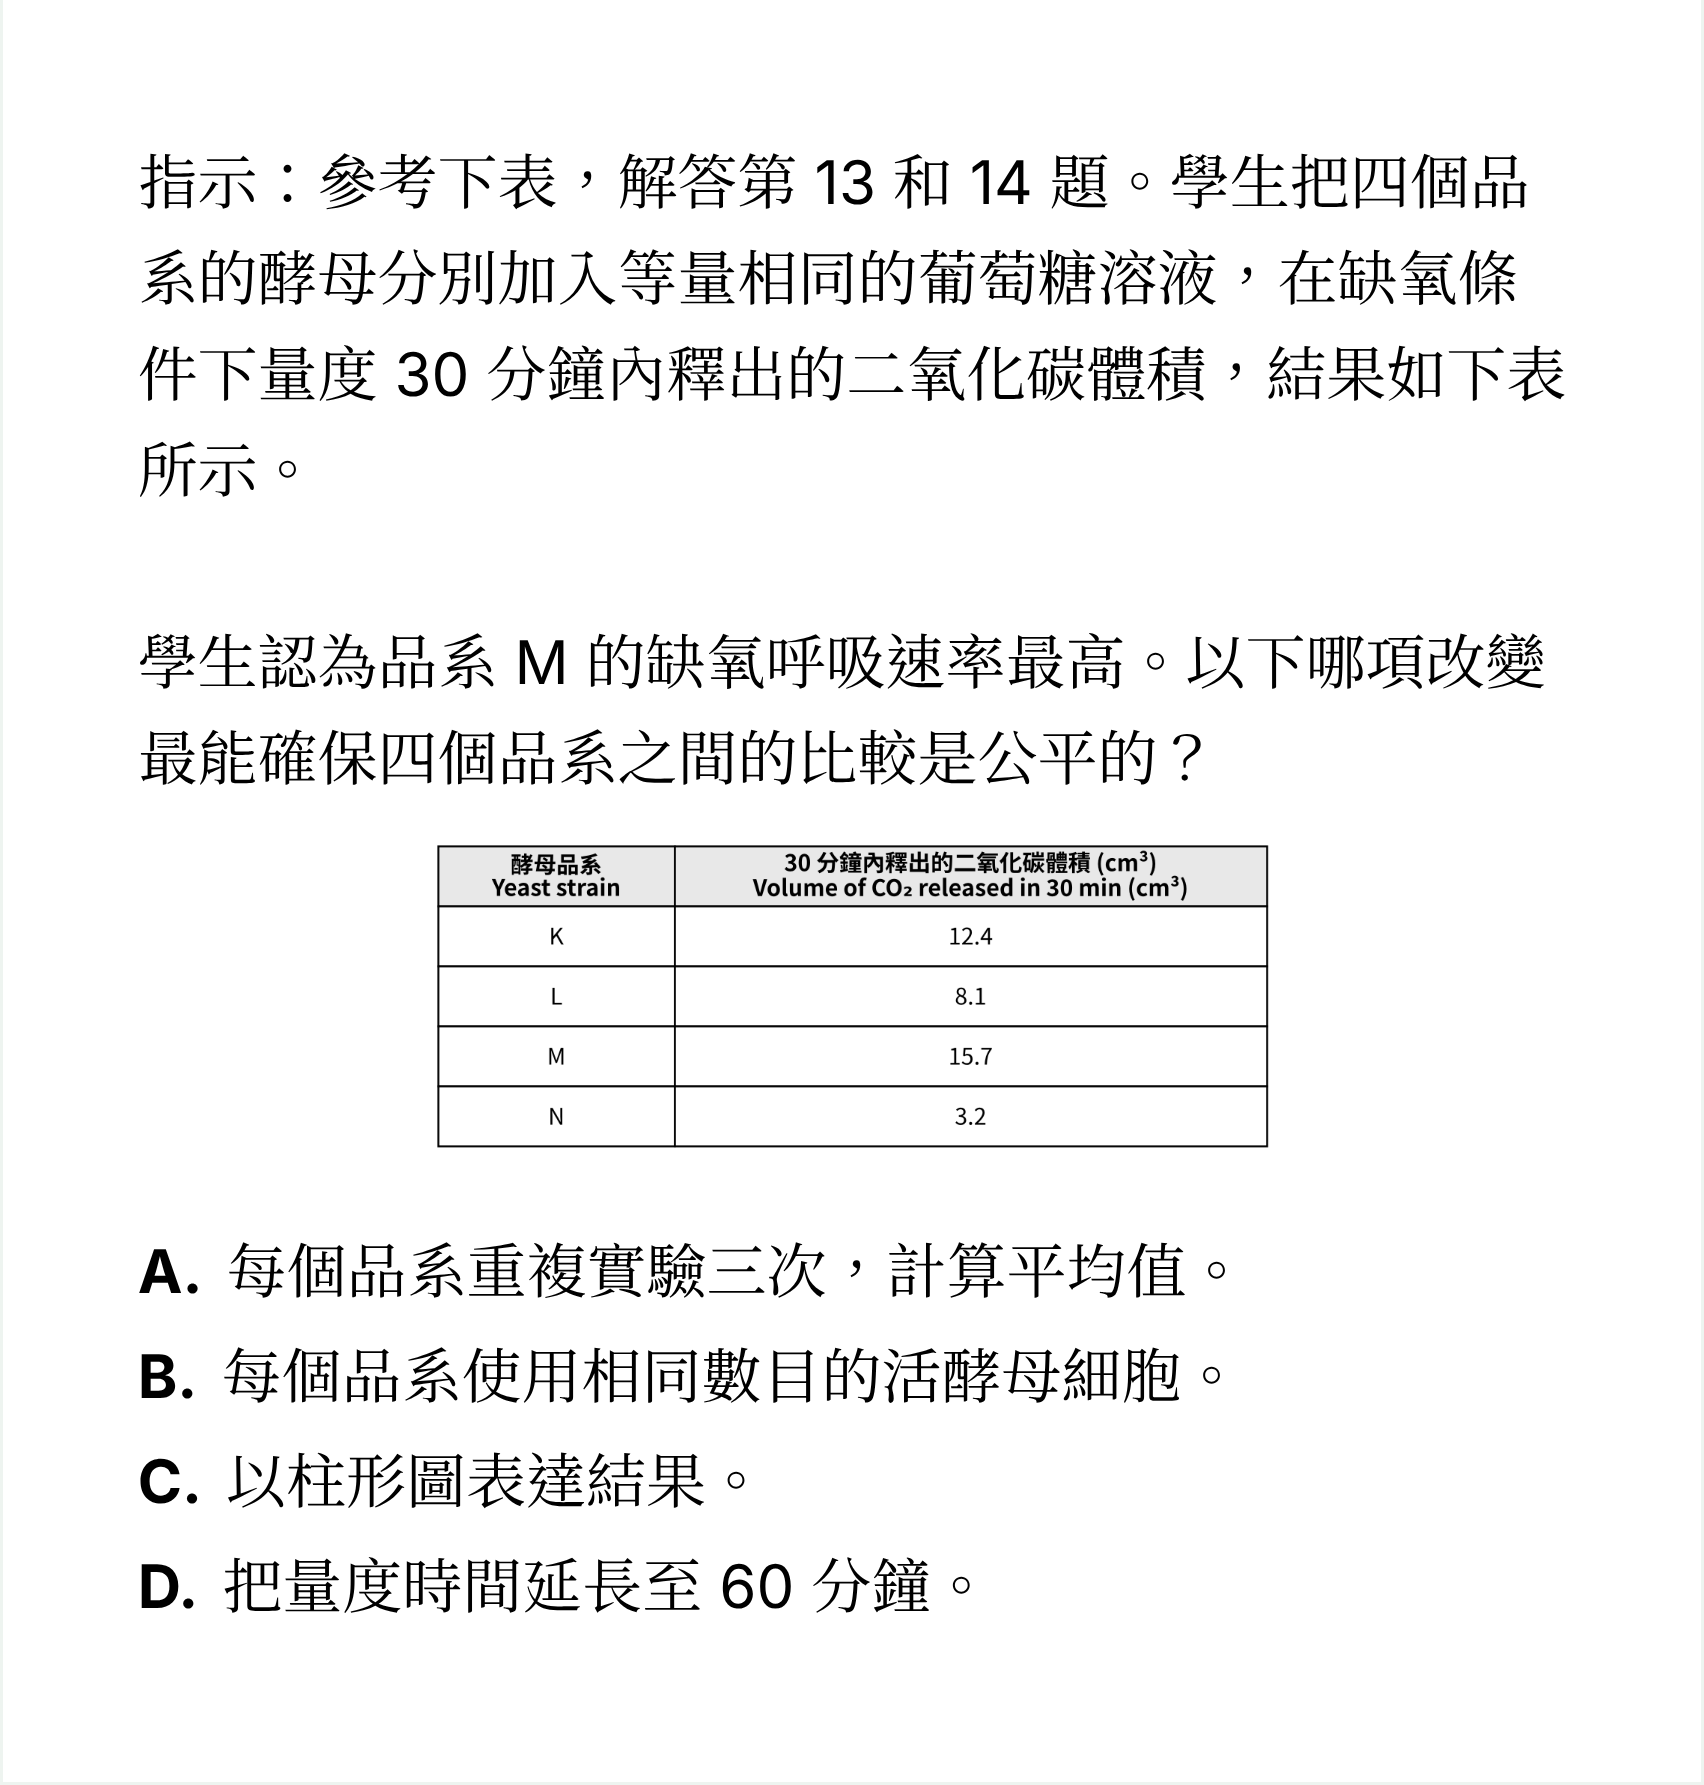 指示：參考下表，解答第 13 和 14 題。學生把四個品
系的酵母分別加入等量相同的葡萄糖溶液，在缺氧條
件下量度 30 分鐘內釋出的二氧化碳體積，結果如下表
所示。
學生認為品系 M 的缺氧呼吸速率最高。以下哪項改變
最能確保四個品系之間的比較是公平的？
酵母品系 30 分鐘內釋出的二氧化碳體積 (cm³)
Yeast strain Volume of CO₂ released in 30 min (cm³)
K 12.4
L 8.1
M 15.7
N 3.2
A. 每個品系重複實驗三次，計算平均值。
B. 每個品系使用相同數目的活酵母細胞。
C. 以柱形圖表達結果。
D. 把量度時間延長至 60 分鐘。